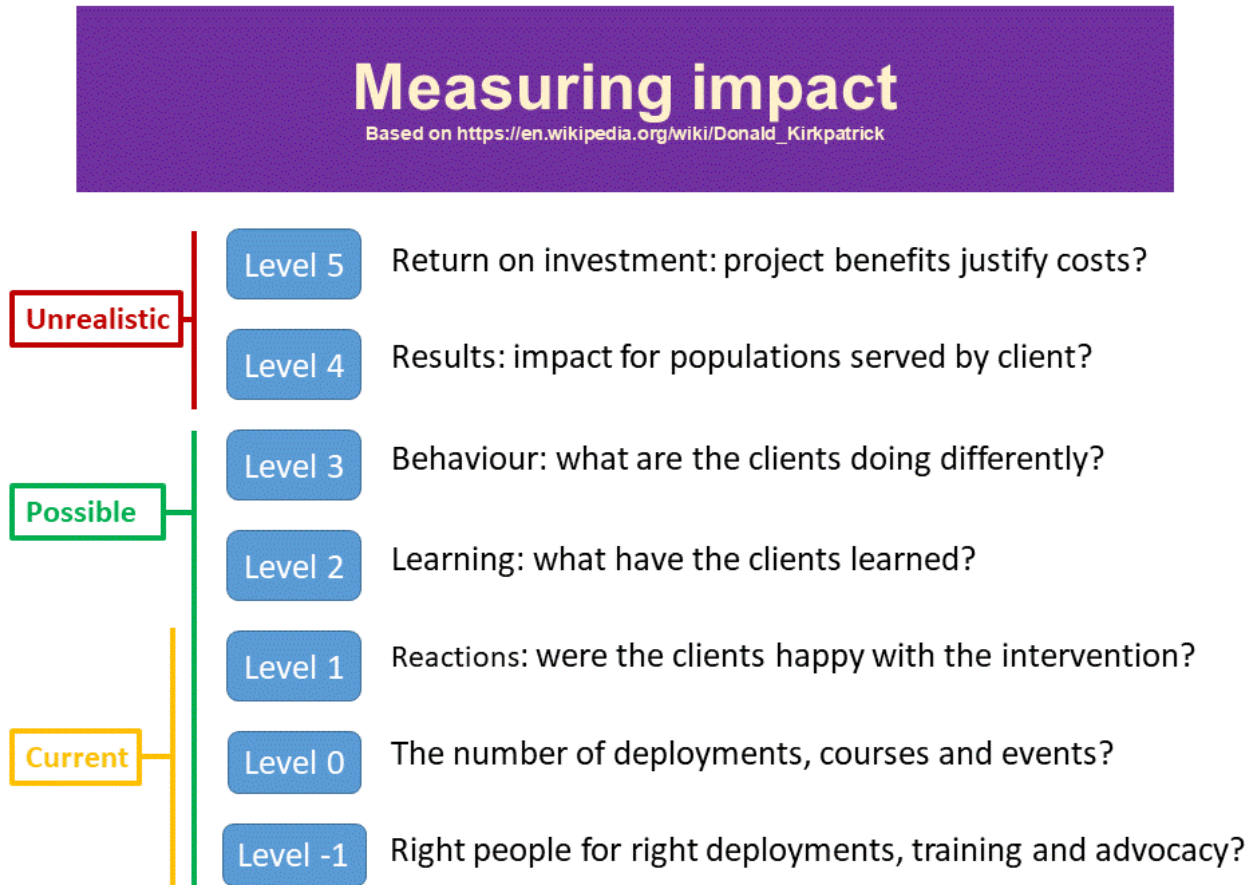 Measuring impact
Based on https://en.wikipedia.org/wiki/Donald_Kirkpatrick
Level 5
Return on investment: project benefits justify costs?
Unrealistic
Level 4
Results: impact for populations served by client?
Level 3
Behaviour: what are the clients doing differently?
Possible
Level 2
Learning: what have the clients learned?
Level 1
Reactions: were the clients happy with the intervention?
Current
Level 0
The number of deployments, courses and events?
Level -1
Right people for right deployments, training and advocacy?